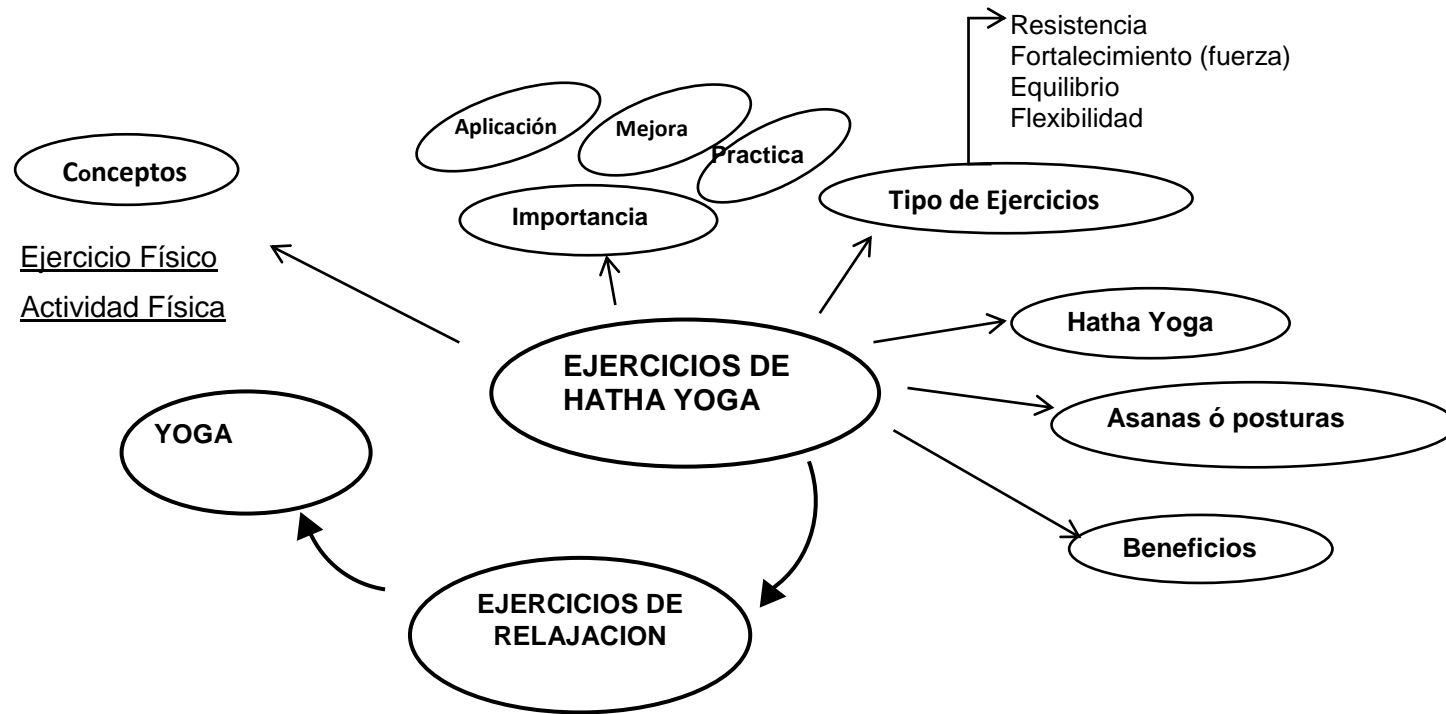 Resistencia
Fortalecimiento (fuerza)
Equilibrio
Flexibilidad
Aplicación
Mejora
Practica
Conceptos
Importancia
Tipo de Ejercicios
Ejercicio Físico
Actividad Física
Hatha Yoga
EJERCICIOS DE
HATHA YOGA
Asanas ó posturas
YOGA
Beneficios
EJERCICIOS DE
RELAJACION